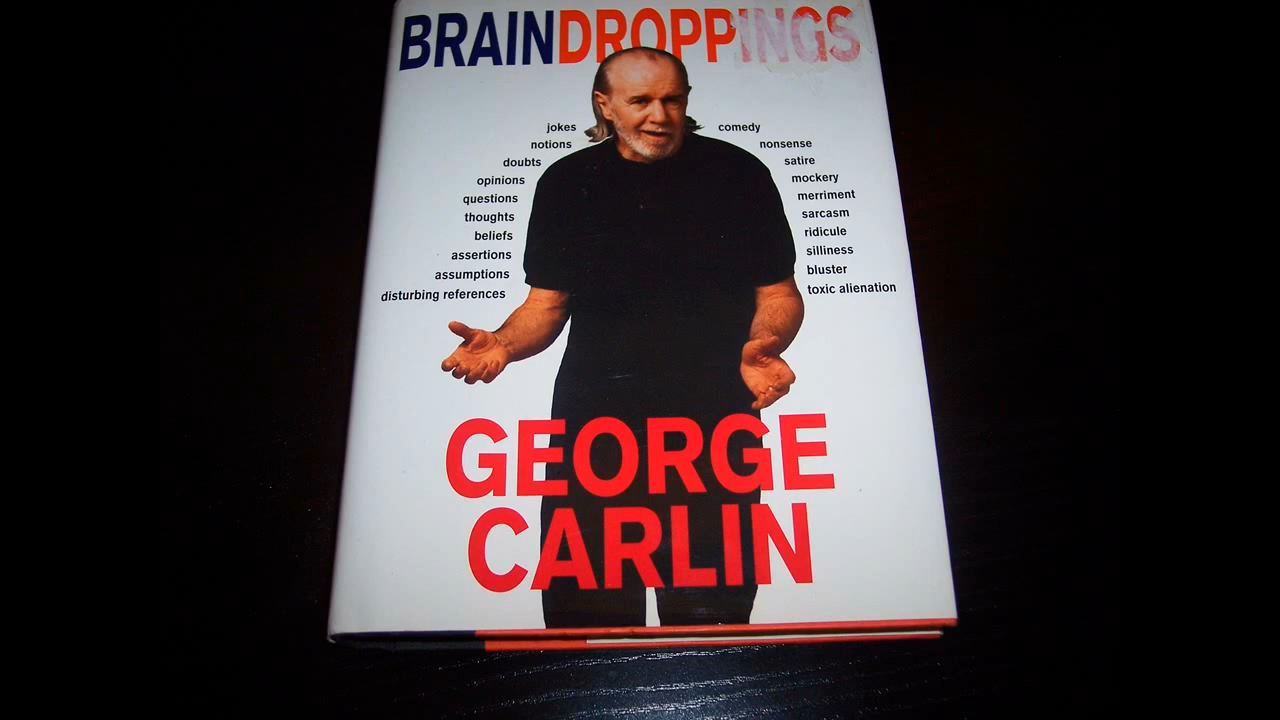 BRAINDROPPINGS
jokes
notions
doubts
opinions
questions
thoughts
beliefs
assertions
assumptions
disturbing references
comedy
nonsense
satire
mockery
merriment
sarcasm
ridicule
silliness
bluster
toxic alienation
GEORGE
CARLIN